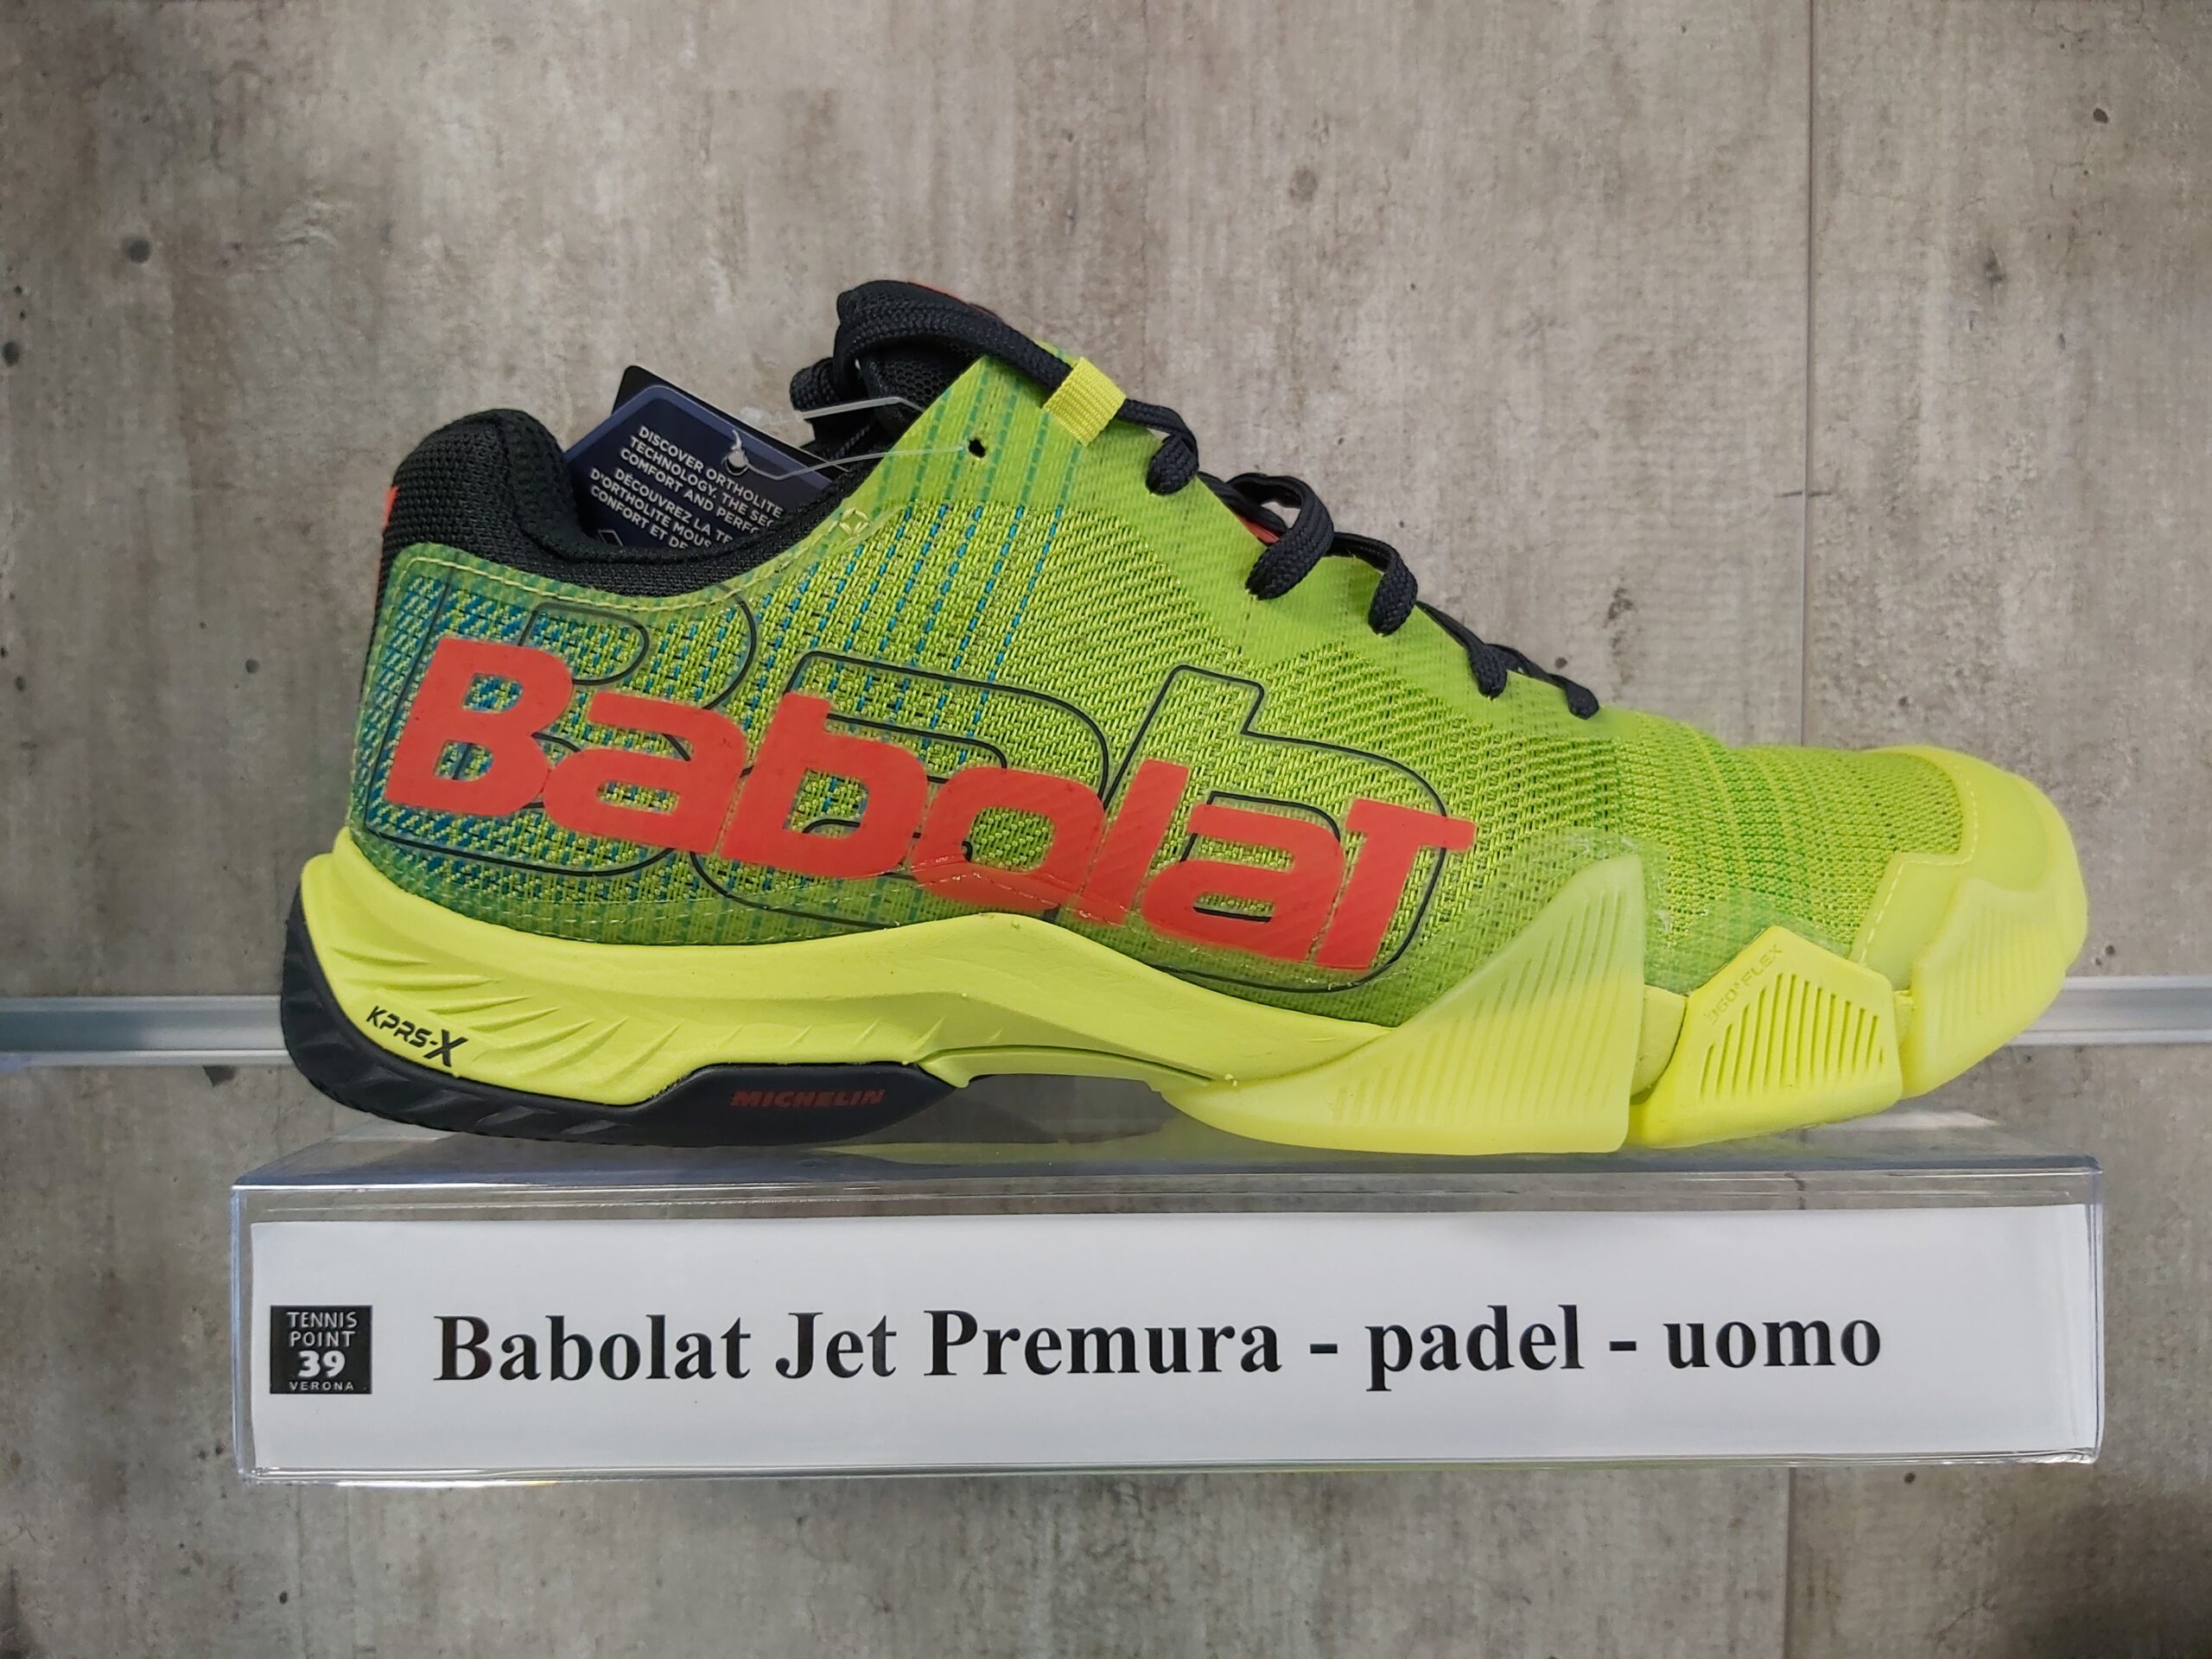 DISCOVER ORTHOLITE
TECHNOLOGY, THE SEC
COMFORT AND PERFO
DÉCOUVREZ LA TE
D'ORTHOLITE MOUS
CONFORT ET DE
Babolat
360° FLEX
KPRS-X
MICHELIN
TENNIS
POINT
39
VERONA
Babolat Jet Premura - padel - uomo